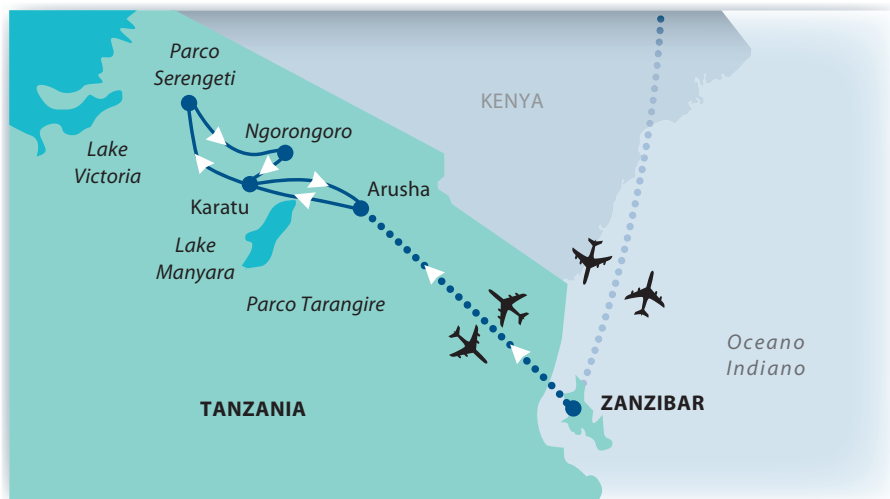 Parco
Serengeti
KENYA
Ngorongoro
Lake
Victoria
Arusha
Karatu
Lake
Manyara
Parco Tarangire
Oceano
Indiano
TANZANIA
ZANZIBAR